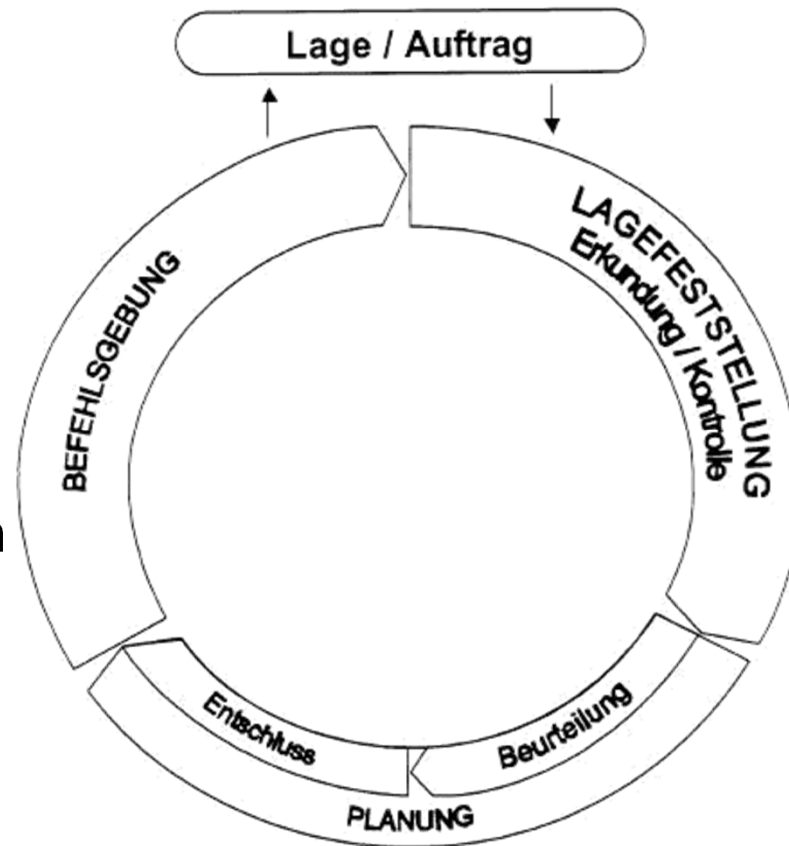 Lage / Auftrag
LAGEFESTSTELLUNG
Erkundung / Kontrolle
BEFEHLSGEBUNG
n
Entschluss
Beurteilung
PLANUNG